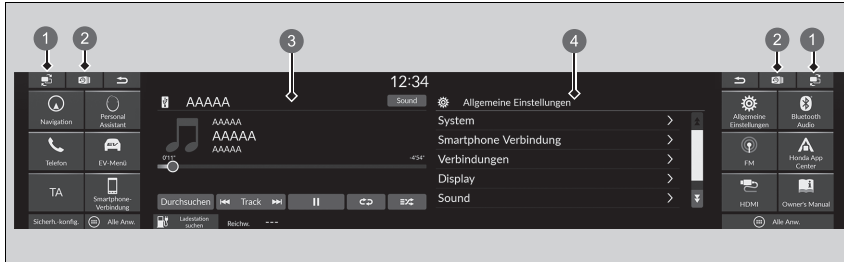 1
2
3
4
2
1
12:34
Navigation
Personal
Assistant
Telefon
EV-Menü
TA
Smartphone-
Verbindung
Sicherh.-konfig.
Alle Anw.
AAAAA
Sound
AAAAA
AAAAA
AAAAA
0'11"
-4'54"
Durchsuchen
Track
Ladestation
suchen
Reichw.
---
Allgemeine Einstellungen
System
Smartphone Verbindung
Verbindungen
Display
Sound
Allgemeine
Einstellungen
Bluetooth
Audio
FM
Honda App
Center
HDMI
Owner's Manual
Alle Anw.